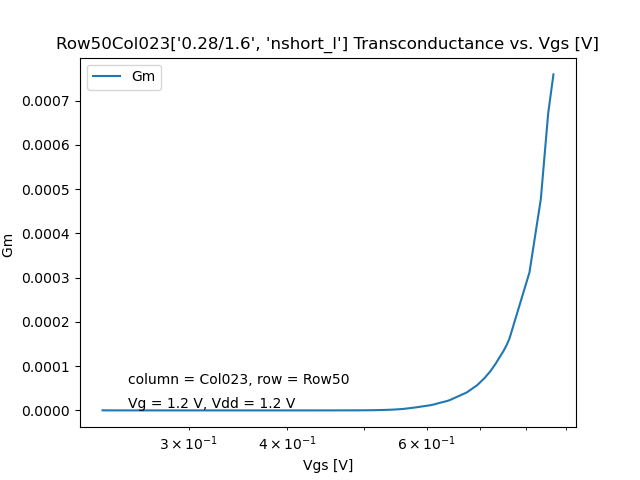 Row50Col023['0.28/1.6', 'nshort_l'] Transconductance vs. Vgs [V]
Gm
0.0007
0.0006
0.0005
0.0004
0.0003
0.0002
0.0001
0.0000
Gm
column = Col023, row = Row50
Vg = 1.2 V, Vdd = 1.2 V
3 × 10⁻¹
4 × 10⁻¹
6 × 10⁻¹
Vgs [V]